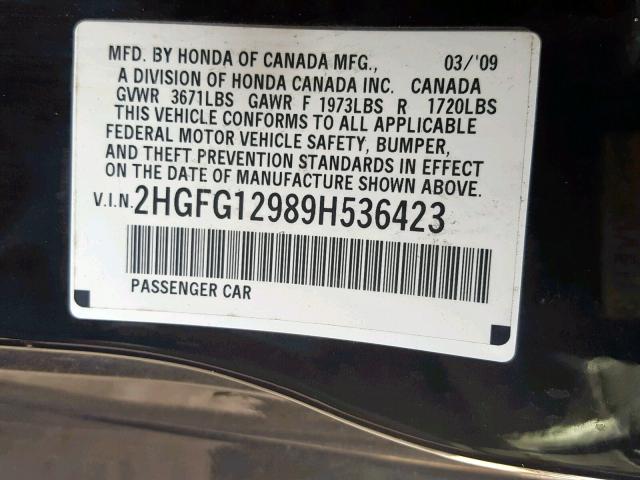 MFD. BY HONDA OF CANADA MFG., 03/'09
A DIVISION OF HONDA CANADA INC. CANADA
GVWR 3671LBS GAWR F 1973LBS R 1720LBS
THIS VEHICLE CONFORMS TO ALL APPLICABLE
FEDERAL MOTOR VEHICLE SAFETY, BUMPER,
AND THEFT PREVENTION STANDARDS IN EFFECT
ON THE DATE OF MANUFACTURE SHOWN ABOVE.
V.I.N. 2HGFG12989H536423
PASSENGER CAR